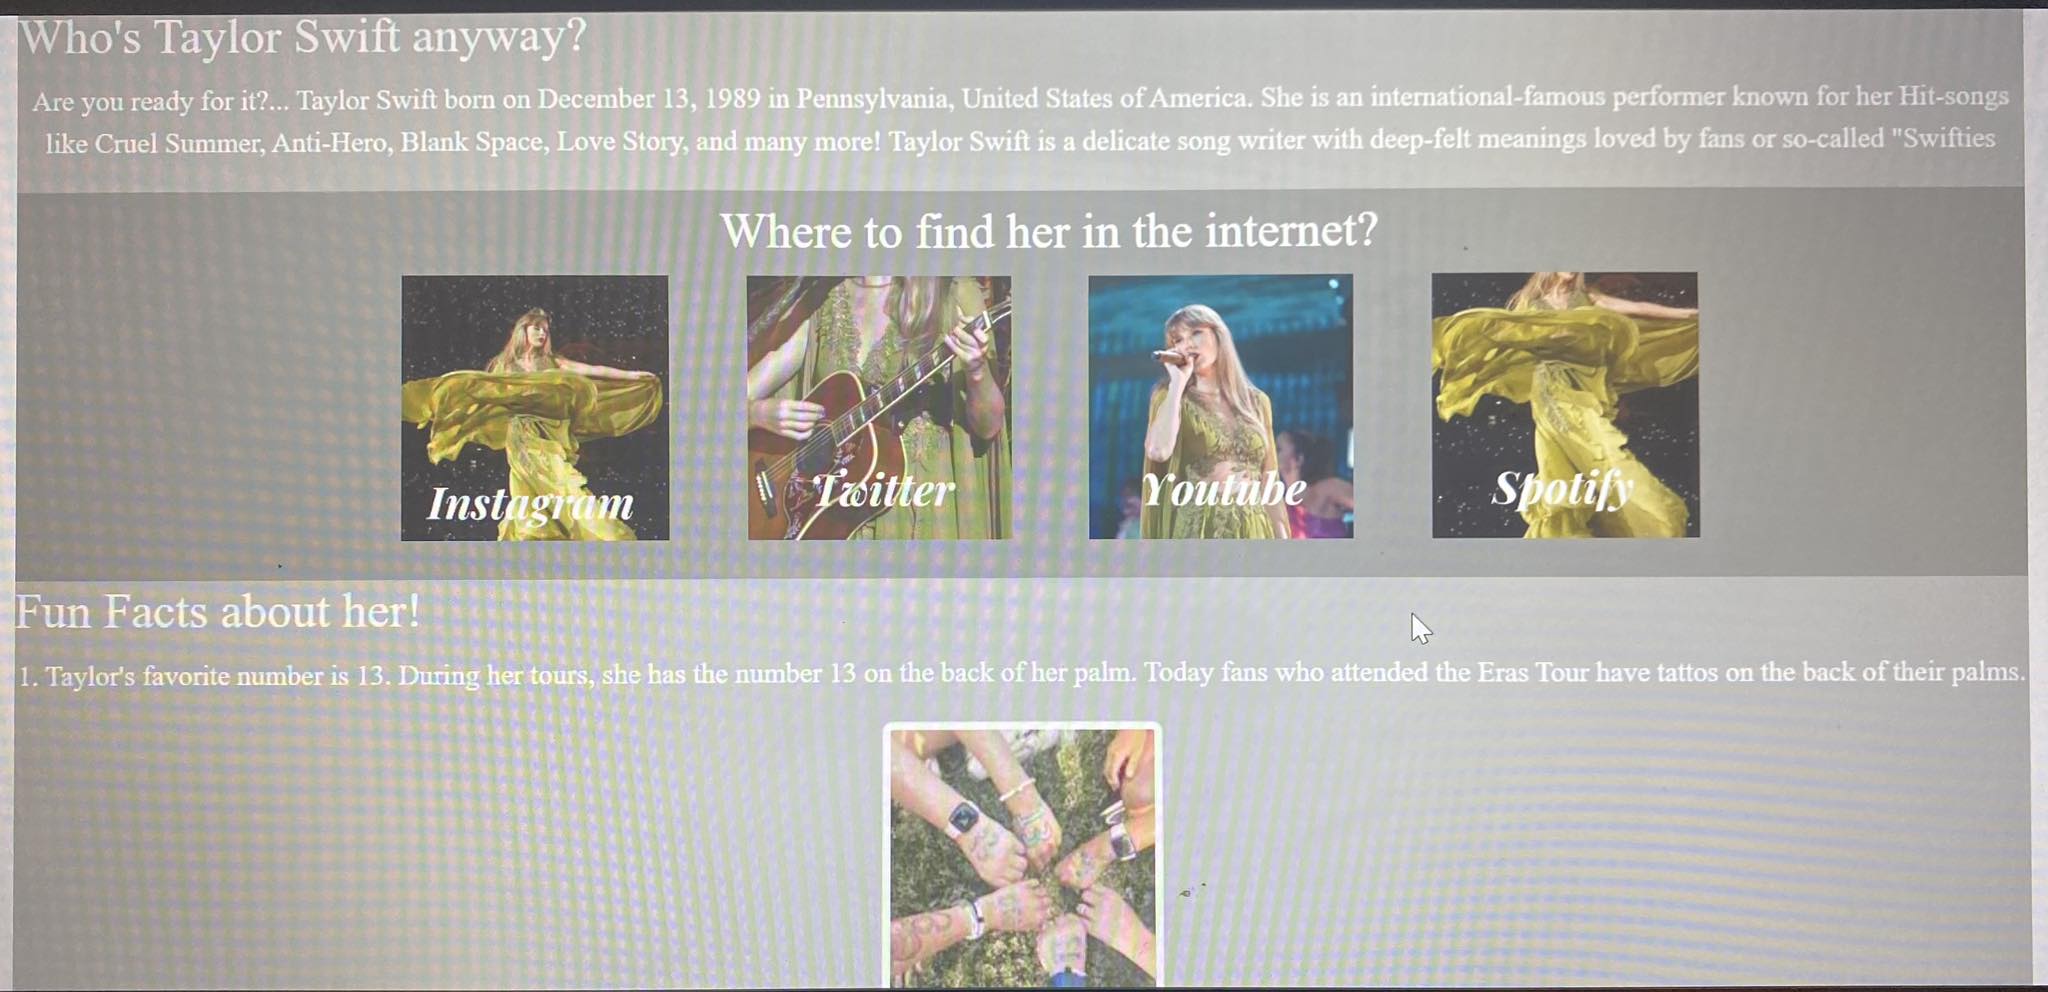 Who's Taylor Swift anyway?
Are you ready for it?... Taylor Swift born on December 13, 1989 in Pennsylvania, United States of America. She is an international-famous performer known for her Hit-songs
like Cruel Summer, Anti-Hero, Blank Space, Love Story, and many more! Taylor Swift is a delicate song writer with deep-felt meanings loved by fans or so-called "Swifties
Where to find her in the internet?
Instagram
Twitter
Youtube
Spotify
Fun Facts about her!
1. Taylor's favorite number is 13. During her tours, she has the number 13 on the back of her palm. Today fans who attended the Eras Tour have tattos on the back of their palms.